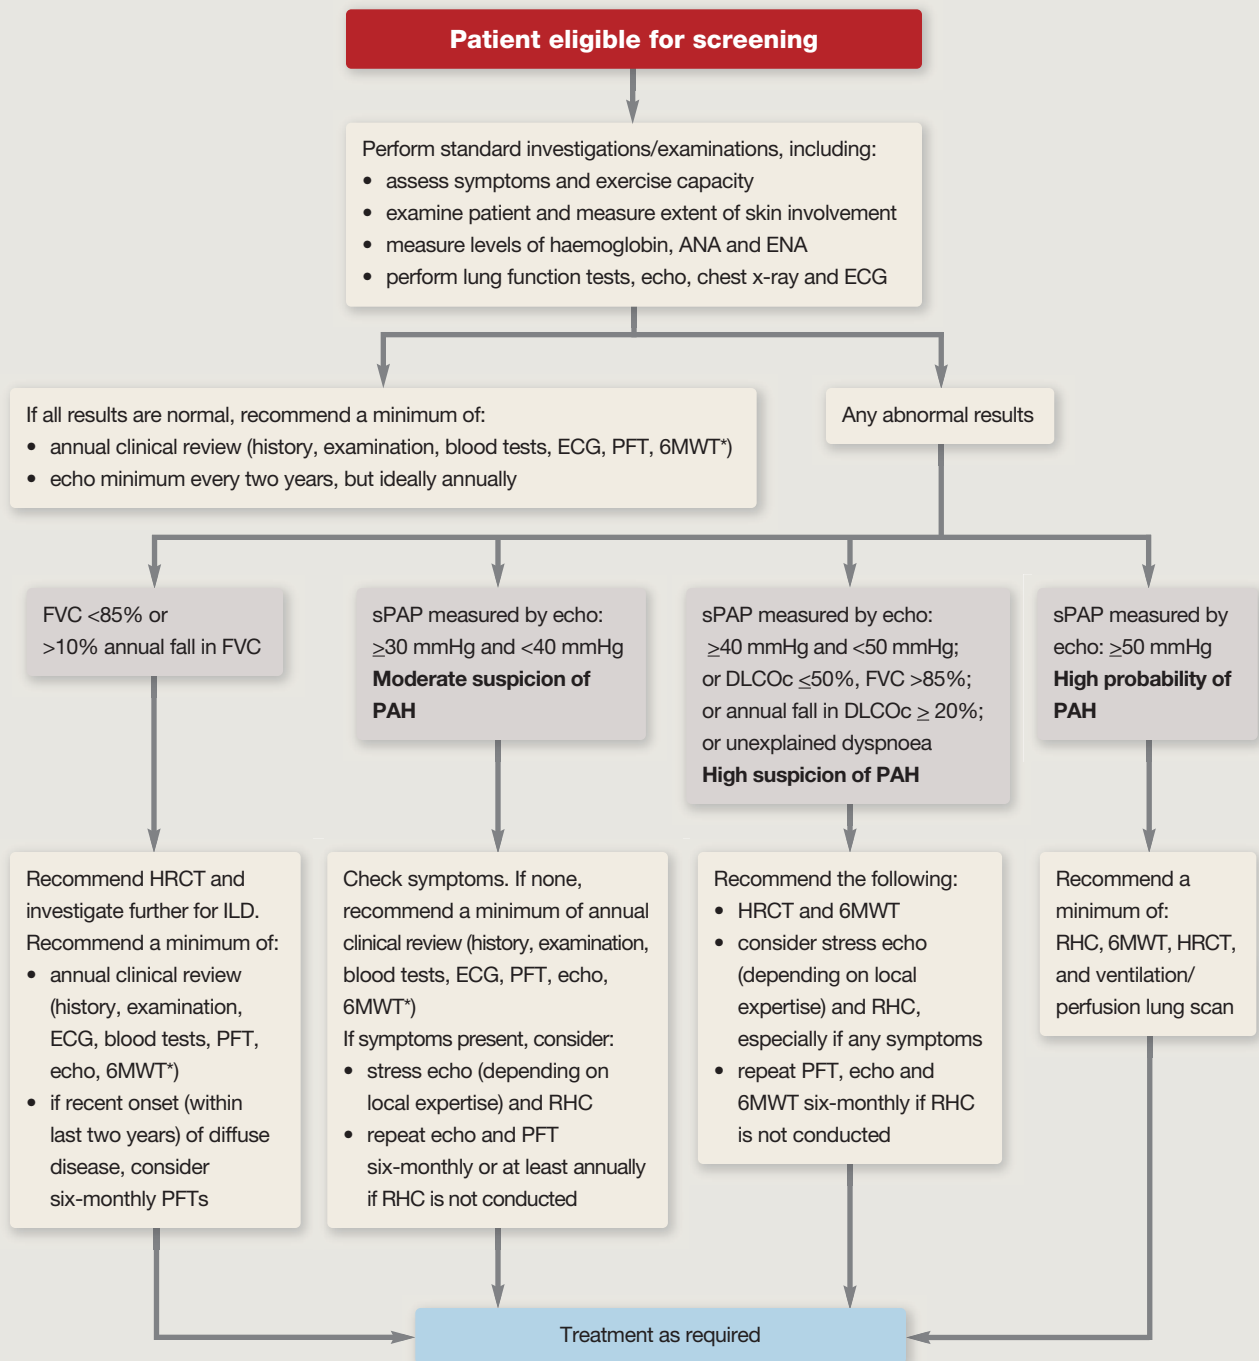 Patient eligible for screening
Perform standard investigations/examinations, including:
• assess symptoms and exercise capacity
• examine patient and measure extent of skin involvement
• measure levels of haemoglobin, ANA and ENA
• perform lung function tests, echo, chest x-ray and ECG
If all results are normal, recommend a minimum of:
• annual clinical review (history, examination, blood tests, ECG, PFT, 6MWT*)
• echo minimum every two years, but ideally annually
Any abnormal results
FVC <85% or
>10% annual fall in FVC
sPAP measured by echo:
≥30 mmHg and <40 mmHg
Moderate suspicion of
PAH
sPAP measured by echo:
≥40 mmHg and <50 mmHg;
or DLCOc ≤50%, FVC >85%;
or annual fall in DLCOc ≥ 20%;
or unexplained dyspnoea
High suspicion of PAH
sPAP measured by
echo: ≥50 mmHg
High probability of
PAH
Recommend HRCT and
investigate further for ILD.
Recommend a minimum of:
• annual clinical review
(history, examination,
ECG, blood tests, PFT,
echo, 6MWT*)
• if recent onset (within
last two years) of diffuse
disease, consider
six-monthly PFTs
Check symptoms. If none,
recommend a minimum of annual
clinical review (history, examination,
blood tests, ECG, PFT, echo,
6MWT*)
If symptoms present, consider:
• stress echo (depending on
local expertise) and RHC
• repeat echo and PFT
six-monthly or at least annually
if RHC is not conducted
Recommend the following:
• HRCT and 6MWT
• consider stress echo
(depending on local
expertise) and RHC,
especially if any symptoms
• repeat PFT, echo and
6MWT six-monthly if RHC
is not conducted
Recommend a
minimum of:
RHC, 6MWT, HRCT,
and ventilation/
perfusion lung scan
Treatment as required